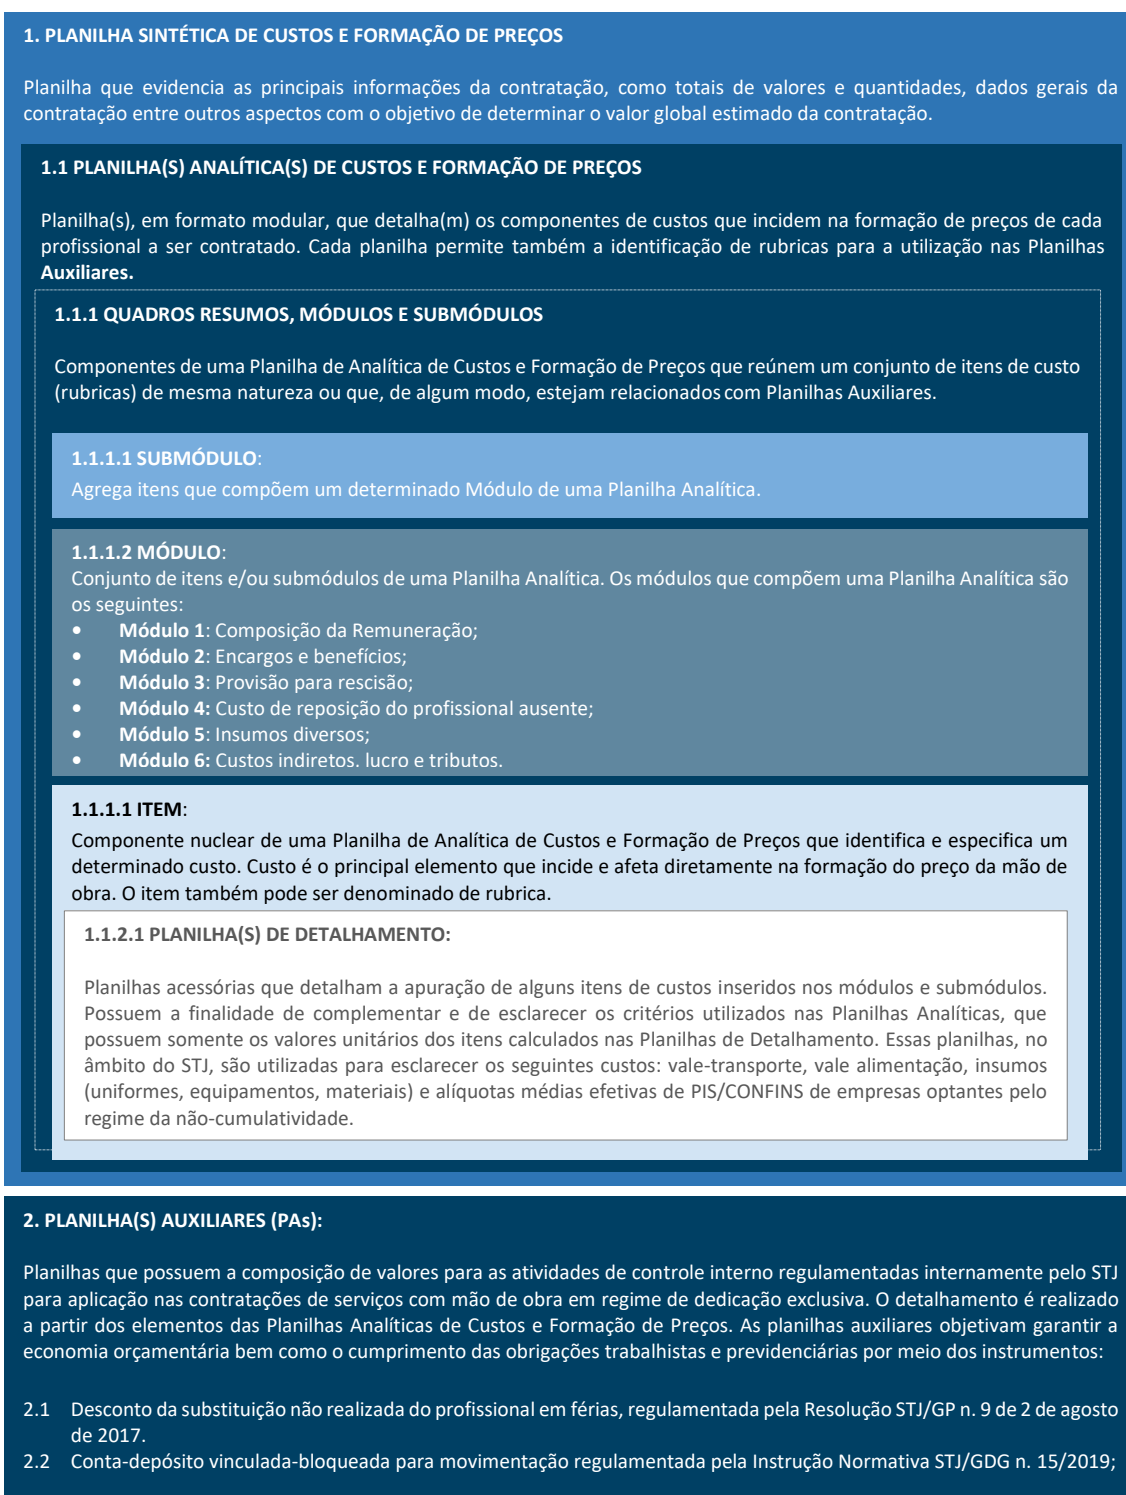 1. PLANILHA SINTÉTICA DE CUSTOS E FORMAÇÃO DE PREÇOS
Planilha que evidencia as principais informações da contratação, como totais de valores e quantidades, dados gerais da
contratação entre outros aspectos com o objetivo de determinar o valor global estimado da contratação.
1.1 PLANILHA(S) ANALÍTICA(S) DE CUSTOS E FORMAÇÃO DE PREÇOS
Planilha(s), em formato modular, que detalha(m) os componentes de custos que incidem na formação de preços de cada
profissional a ser contratado. Cada planilha permite também a identificação de rubricas para a utilização nas Planilhas
Auxiliares.
1.1.1 QUADROS RESUMOS, MÓDULOS E SUBMÓDULOS
Componentes de uma Planilha de Analítica de Custos e Formação de Preços que reúnem um conjunto de itens de custo
(rubricas) de mesma natureza ou que, de algum modo, estejam relacionados com Planilhas Auxiliares.
1.1.1.1 SUBMÓDULO:
Agrega itens que compõem um determinado Módulo de uma Planilha Analítica.
1.1.1.2 MÓDULO:
Conjunto de itens e/ou submódulos de uma Planilha Analítica. Os módulos que compõem uma Planilha Analítica são
os seguintes:
• Módulo 1: Composição da Remuneração;
• Módulo 2: Encargos e benefícios;
• Módulo 3: Provisão para rescisão;
• Módulo 4: Custo de reposição do profissional ausente;
• Módulo 5: Insumos diversos;
• Módulo 6: Custos indiretos. lucro e tributos.
1.1.1.1 ITEM:
Componente nuclear de uma Planilha de Analítica de Custos e Formação de Preços que identifica e especifica um
determinado custo. Custo é o principal elemento que incide e afeta diretamente na formação do preço da mão de
obra. O item também pode ser denominado de rubrica.
1.1.2.1 PLANILHA(S) DE DETALHAMENTO:
Planilhas acessórias que detalham a apuração de alguns itens de custos inseridos nos módulos e submódulos.
Possuem a finalidade de complementar e de esclarecer os critérios utilizados nas Planilhas Analíticas, que
possuem somente os valores unitários dos itens calculados nas Planilhas de Detalhamento. Essas planilhas, no
âmbito do STJ, são utilizadas para esclarecer os seguintes custos: vale-transporte, vale alimentação, insumos
(uniformes, equipamentos, materiais) e alíquotas médias efetivas de PIS/CONFINS de empresas optantes pelo
regime da não-cumulatividade.
2. PLANILHA(S) AUXILIARES (PAs):
Planilhas que possuem a composição de valores para as atividades de controle interno regulamentadas internamente pelo STJ
para aplicação nas contratações de serviços com mão de obra em regime de dedicação exclusiva. O detalhamento é realizado
a partir dos elementos das Planilhas Analíticas de Custos e Formação de Preços. As planilhas auxiliares objetivam garantir a
economia orçamentária bem como o cumprimento das obrigações trabalhistas e previdenciárias por meio dos instrumentos:
2.1 Desconto da substituição não realizada do profissional em férias, regulamentada pela Resolução STJ/GP n. 9 de 2 de agosto
de 2017.
2.2 Conta-depósito vinculada-bloqueada para movimentação regulamentada pela Instrução Normativa STJ/GDG n. 15/2019;